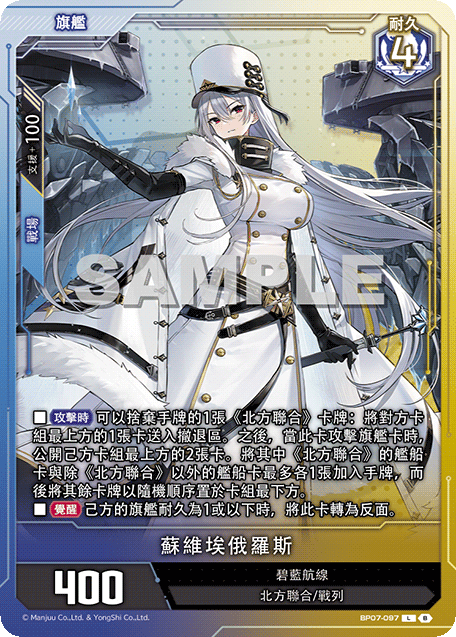 旗艦
耐久
4
支援+100
戰場
SAMPLE
■ 攻擊時 可以捨棄手牌的1張《北方聯合》卡牌：將對方卡
組最上方的1張卡送入撤退區。之後，當此卡攻擊旗艦卡時，
公開己方卡組最上方的2張卡。將其中《北方聯合》的艦船
卡與除《北方聯合》以外的艦船卡最多各1張加入手牌，而
後將其餘卡牌以隨機順序置於卡組最下方。
■ 覺醒 己方的旗艦耐久為1或以下時，將此卡轉為反面。
蘇維埃俄羅斯
400
碧藍航線
北方聯合/戰列
© Manjuu Co.,Ltd. & YongShi Co.,Ltd.
BP07-097 L B